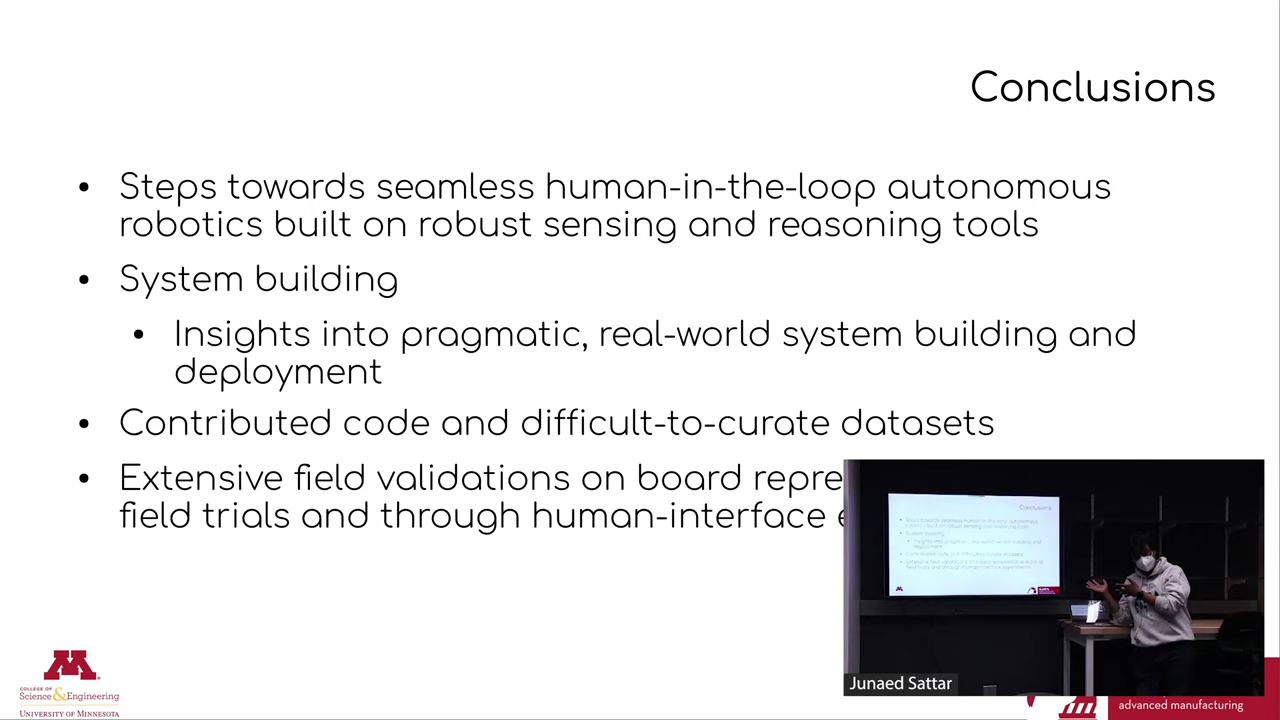 Conclusions
• Steps towards seamless human-in-the-loop autonomous
robotics built on robust sensing and reasoning tools
• System building
• Insights into pragmatic, real-world system building and
deployment
• Contributed code and difficult-to-curate datasets
• Extensive field validations on board
field trials and through human-interface
Conclusions
Junaed Sattar
M
COLLEGE OF
Science & Engineering
UNIVERSITY OF MINNESOTA
advanced manufacturing